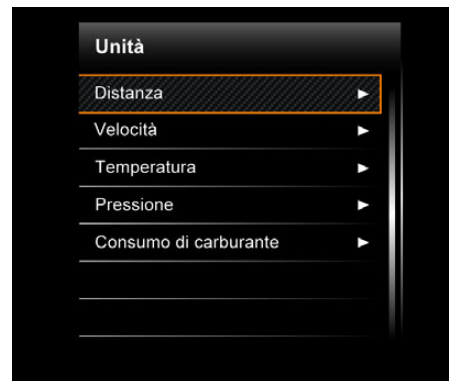 Unità
Distanza
Velocità
Temperatura
Pressione
Consumo di carburante